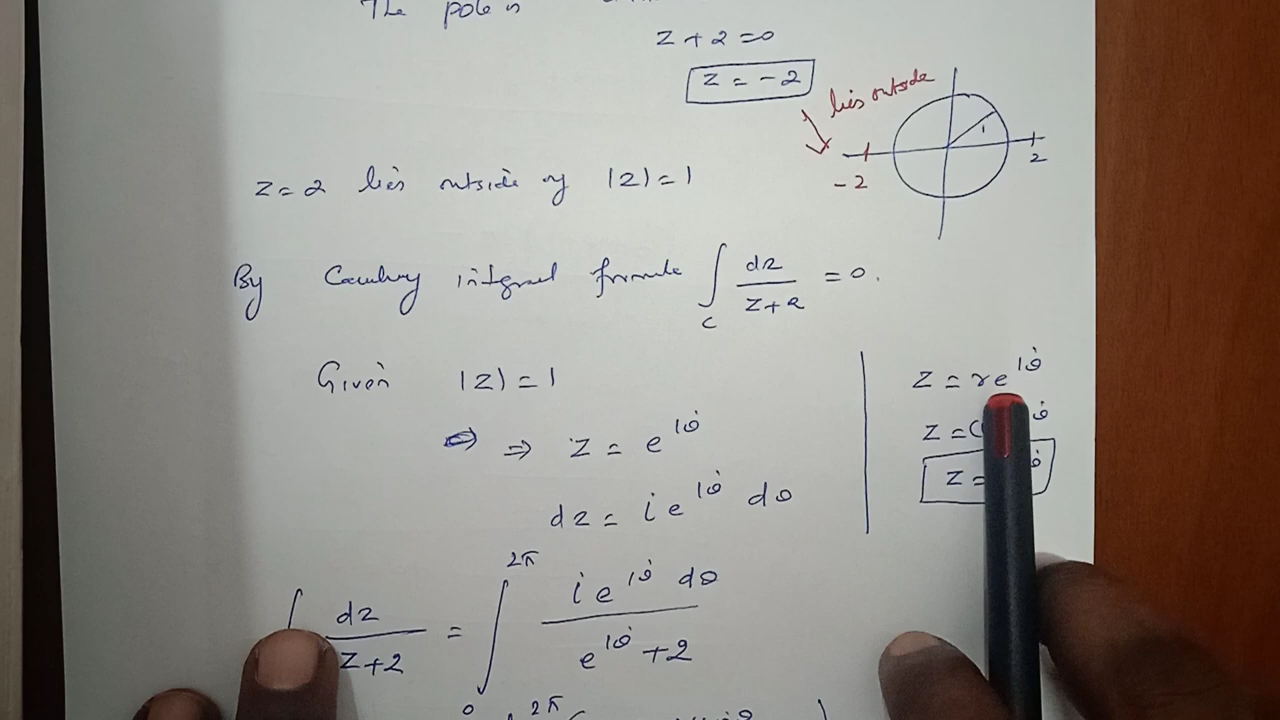 The pole is
z + 2 = 0
z = -2
lies outside
1
-2
2
z = 2 lies outside of |z| = 1
By Cauchy integral formula ∫_C dz/(z+2) = 0.
Given |z| = 1
z = re^{iθ}
⇒ z = e^{iθ}
dz = i e^{iθ} dθ
∫ dz/(z+2) = ∫_0^{2π} i e^{iθ} dθ/(e^{iθ} + 2)
2π